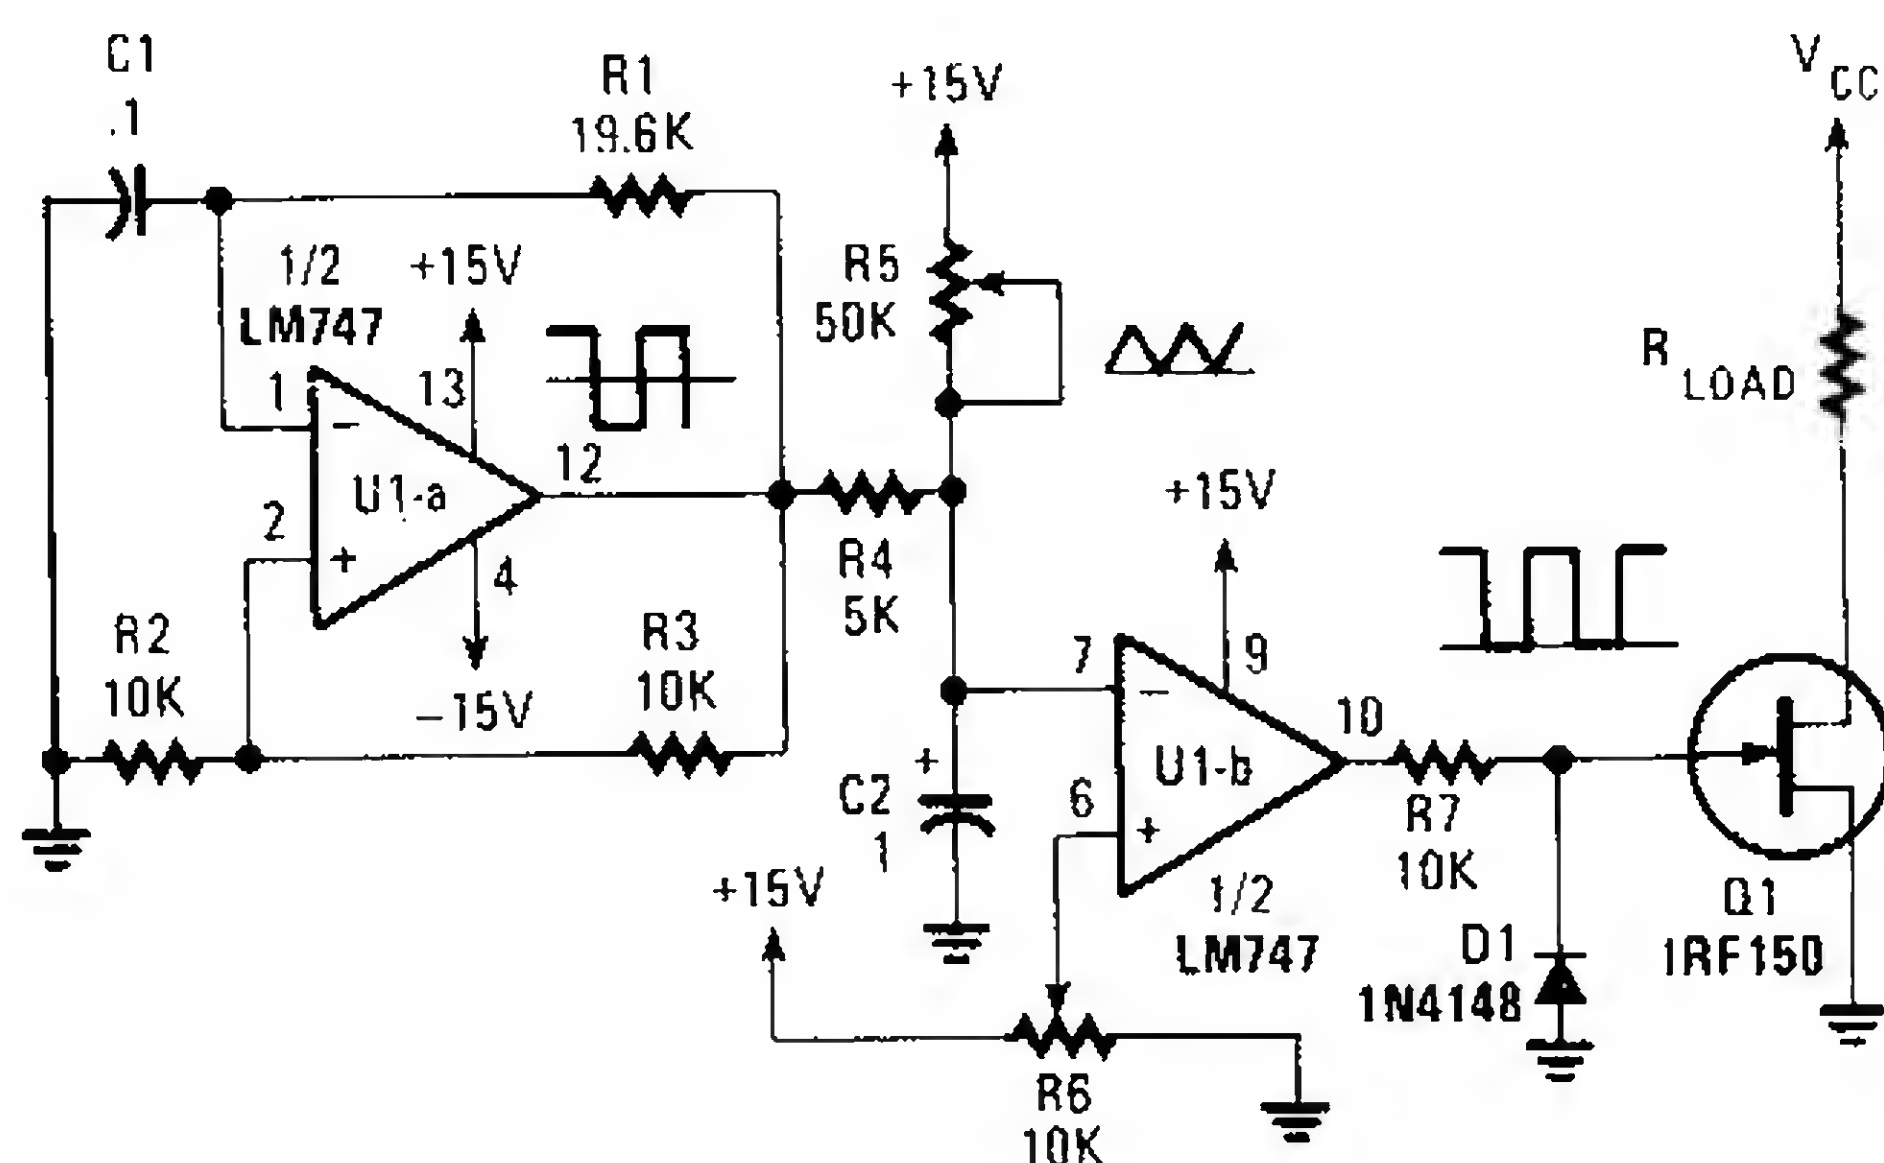 C1
.1
R1
19.6K
+15V
V CC
1/2
LM747
+15V
R5
50K
R LOAD
1
13
12
U1-a
2
4
-15V
R4
5K
+15V
R2
10K
R3
10K
7
9
10
U1-b
6
+
C2
1
R7
10K
+15V
1/2
LM747
Q1
IRF150
D1
1N4148
R6
10K